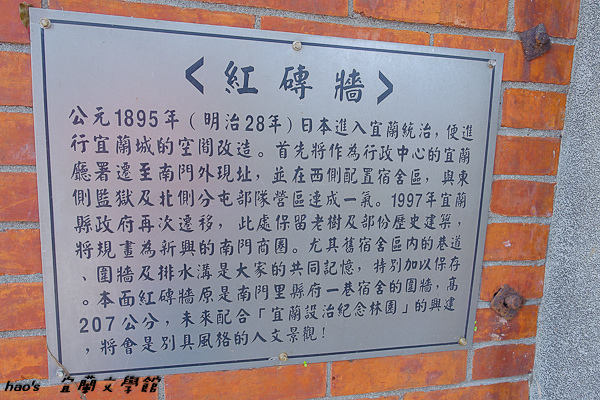 <紅磚牆>
公元1895年(明治28年)日本進入宜蘭統治,便進
行宜蘭城的空間改造。首先將作為行政中心的宜蘭
廳署遷至南門外現址,並在西側配置宿舍區,與東
側監獄及北側分屯部隊營區連成一氣。1997年宜蘭
縣政府再次遷移,此處保留老樹及部份歷史建築,
將規畫為新興的南門商圈。尤其舊宿舍區內的巷道
,圍牆及排水溝是大家的共同記憶,特別加以保存
。本面紅磚牆原是南門里縣府一巷宿舍的圍牆,高
207公分,未來配合「宜蘭設治紀念林園」的興建
,將會是別具風格的人文景觀!
hao's 宜蘭文學館